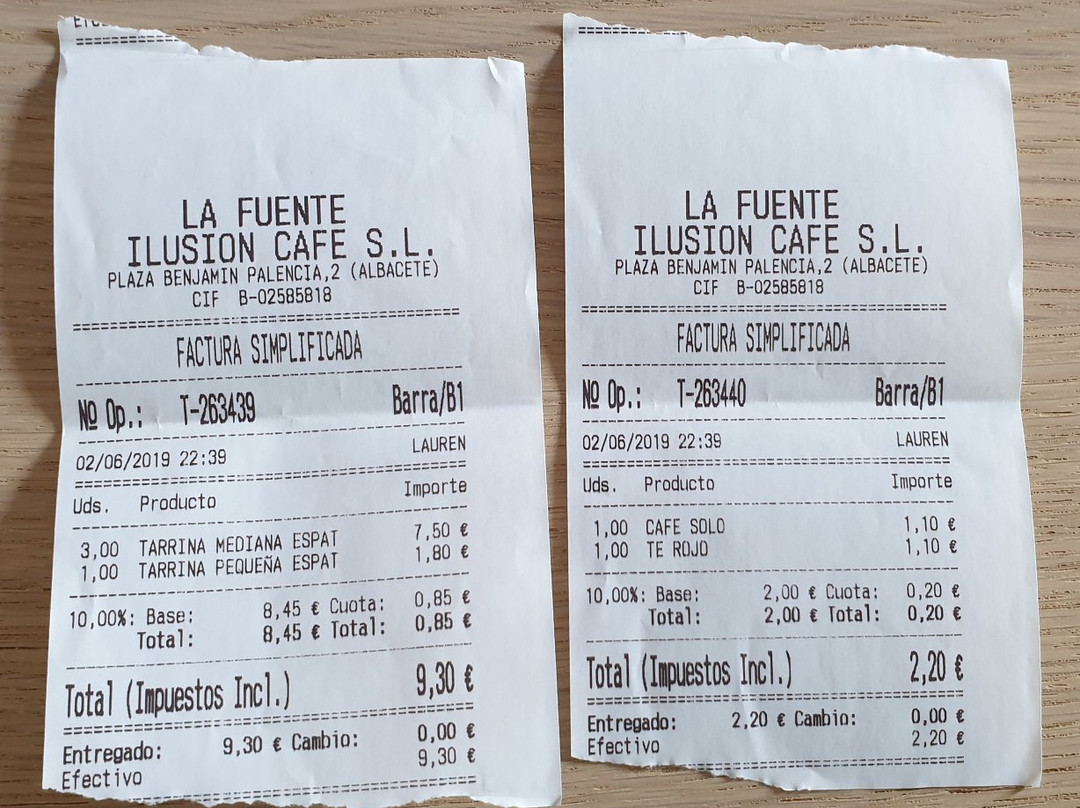 LA FUENTE
ILUSION CAFE S.L.
PLAZA BENJAMIN PALENCIA,2 (ALBACETE)
CIF B-02585818
FACTURA SIMPLIFICADA
Nº Op.: T-263439 Barra/B1
02/06/2019 22:39 LAUREN
Uds. Producto Importe
3,00 TARRINA MEDIANA ESPAT 7,50 €
1,00 TARRINA PEQUEÑA ESPAT 1,80 €
10,00%: Base: 8,45 € Cuota: 0,85 €
Total: 8,45 € Total: 0,85 €
Total (Impuestos Incl.) 9,30 €
Entregado: 9,30 € Cambio: 0,00 €
Efectivo 9,30 €
LA FUENTE
ILUSION CAFE S.L.
PLAZA BENJAMIN PALENCIA,2 (ALBACETE)
CIF B-02585818
FACTURA SIMPLIFICADA
Nº Op.: T-263440 Barra/B1
02/06/2019 22:39 LAUREN
Uds. Producto Importe
1,00 CAFE SOLO 1,10 €
1,00 TE ROJO 1,10 €
10,00%: Base: 2,00 € Cuota: 0,20 €
Total: 2,00 € Total: 0,20 €
Total (Impuestos Incl.) 2,20 €
Entregado: 2,20 € Cambio: 0,00 €
Efectivo 2,20 €